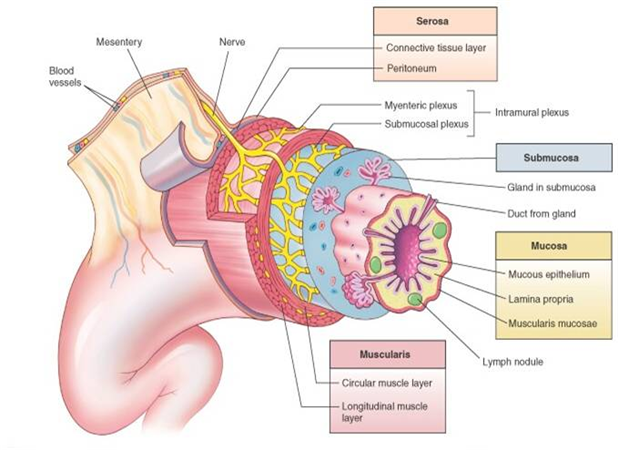 Serosa
Connective tissue layer
Peritoneum
Mesentery
Nerve
Blood
vessels
Myenteric plexus
Submucosal plexus
Intramural plexus
Submucosa
Gland in submucosa
Duct from gland
Mucosa
Mucous epithelium
Lamina propria
Muscularis mucosae
Lymph nodule
Muscularis
Circular muscle layer
Longitudinal muscle
layer